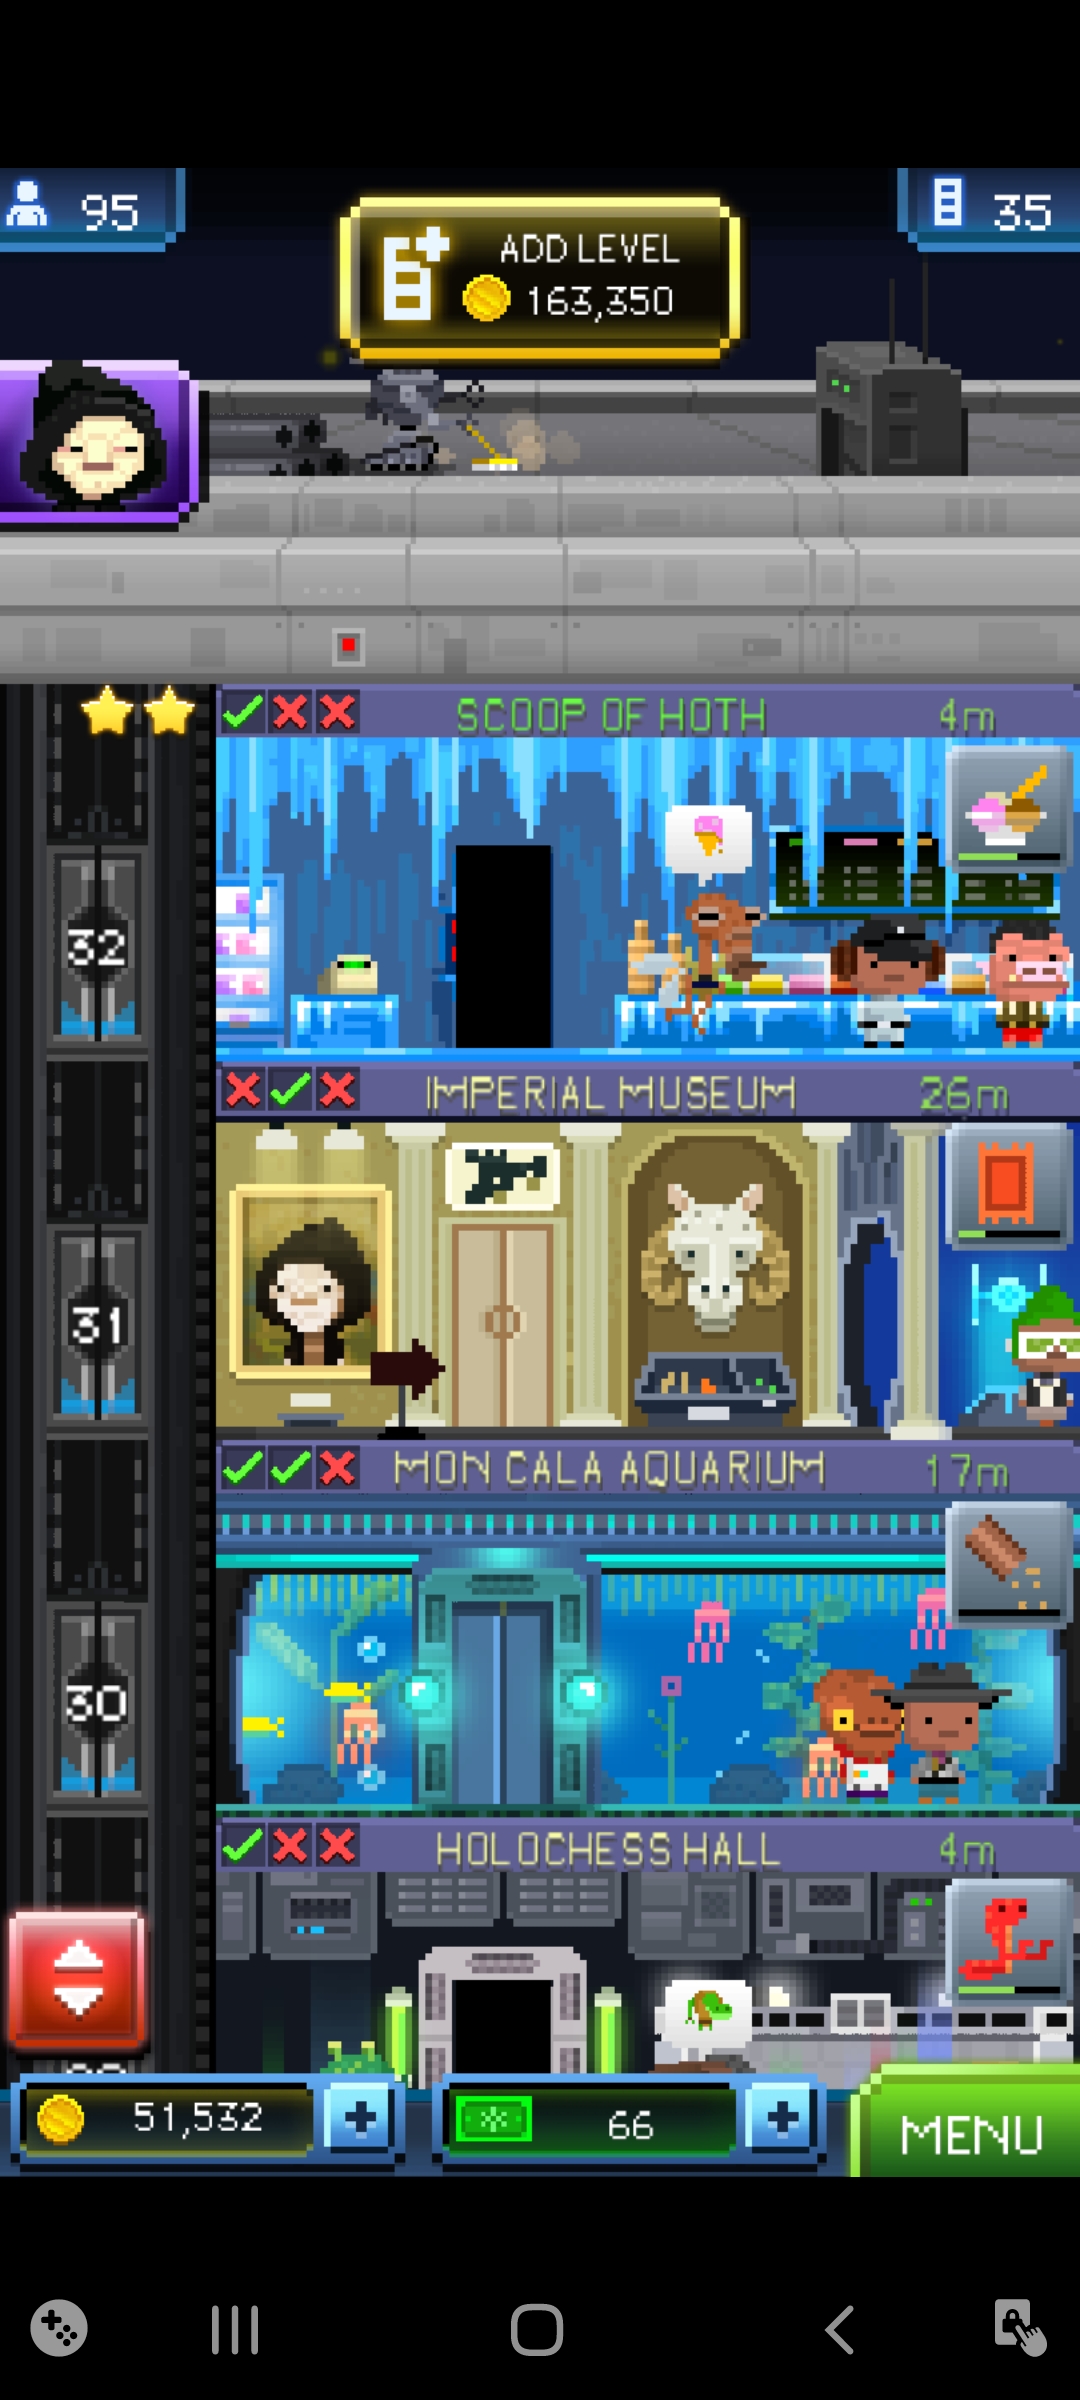 95
ADD LEVEL
163,350
35
SCOOP OF HOTH 4m
32
IMPERIAL MUSEUM 26m
31
MON CALA AQUARIUM 17m
30
HOLOCHESS HALL 4m
51,532
66
MENU